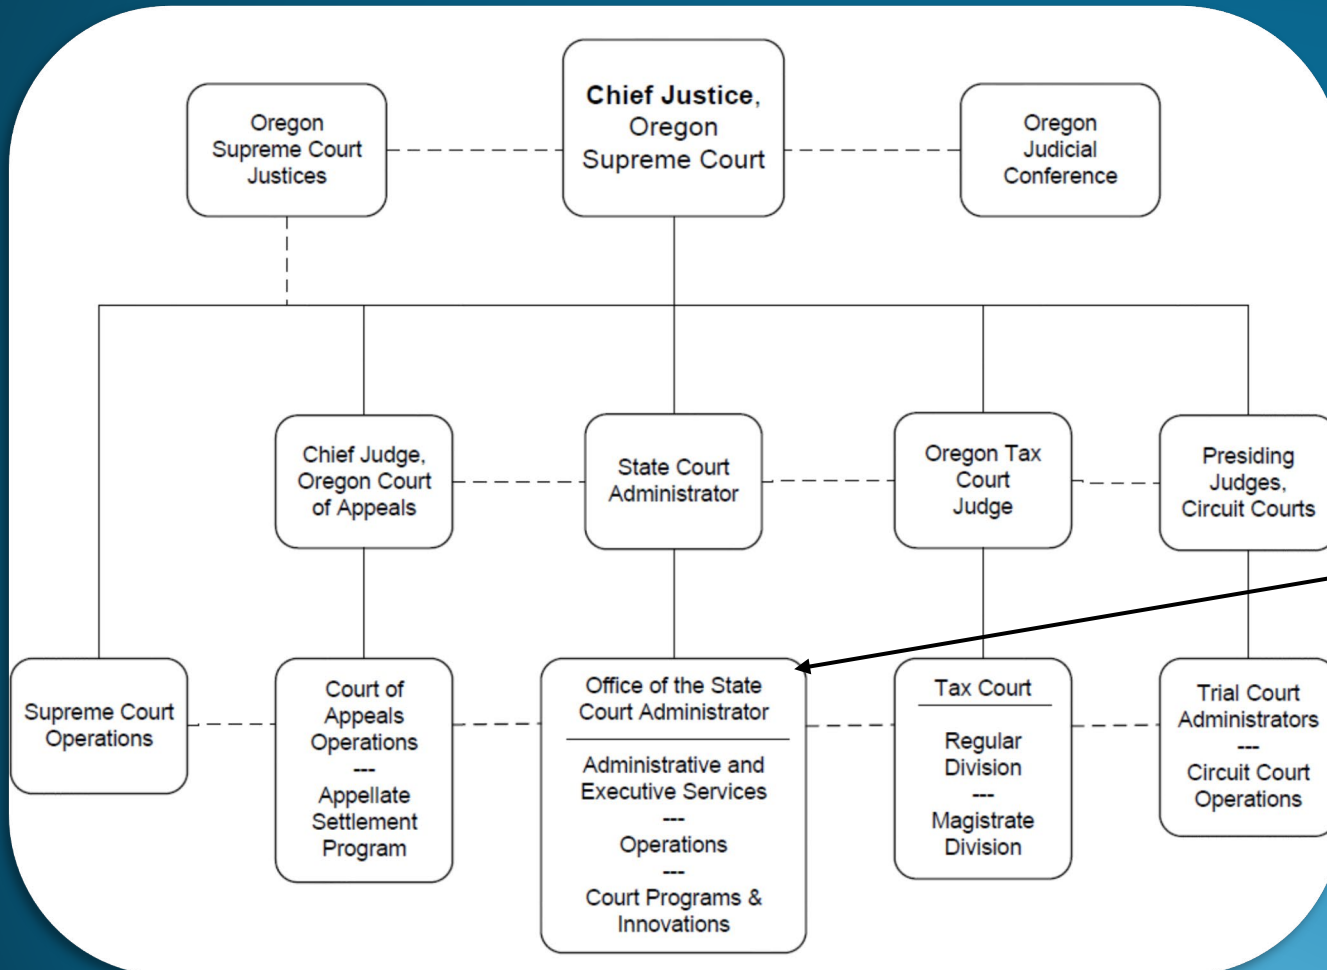 Oregon
Supreme Court
Justices
Chief Justice,
Oregon
Supreme Court
Oregon
Judicial
Conference
Chief Judge,
Oregon Court
of Appeals
State Court
Administrator
Oregon Tax
Court
Judge
Presiding
Judges,
Circuit Courts
Supreme Court
Operations
Court of
Appeals
Operations
---
Appellate
Settlement
Program
Office of the State
Court Administrator
Administrative and
Executive Services
---
Operations
---
Court Programs &
Innovations
Tax Court
Regular
Division
---
Magistrate
Division
Trial Court
Administrators
---
Circuit Court
Operations